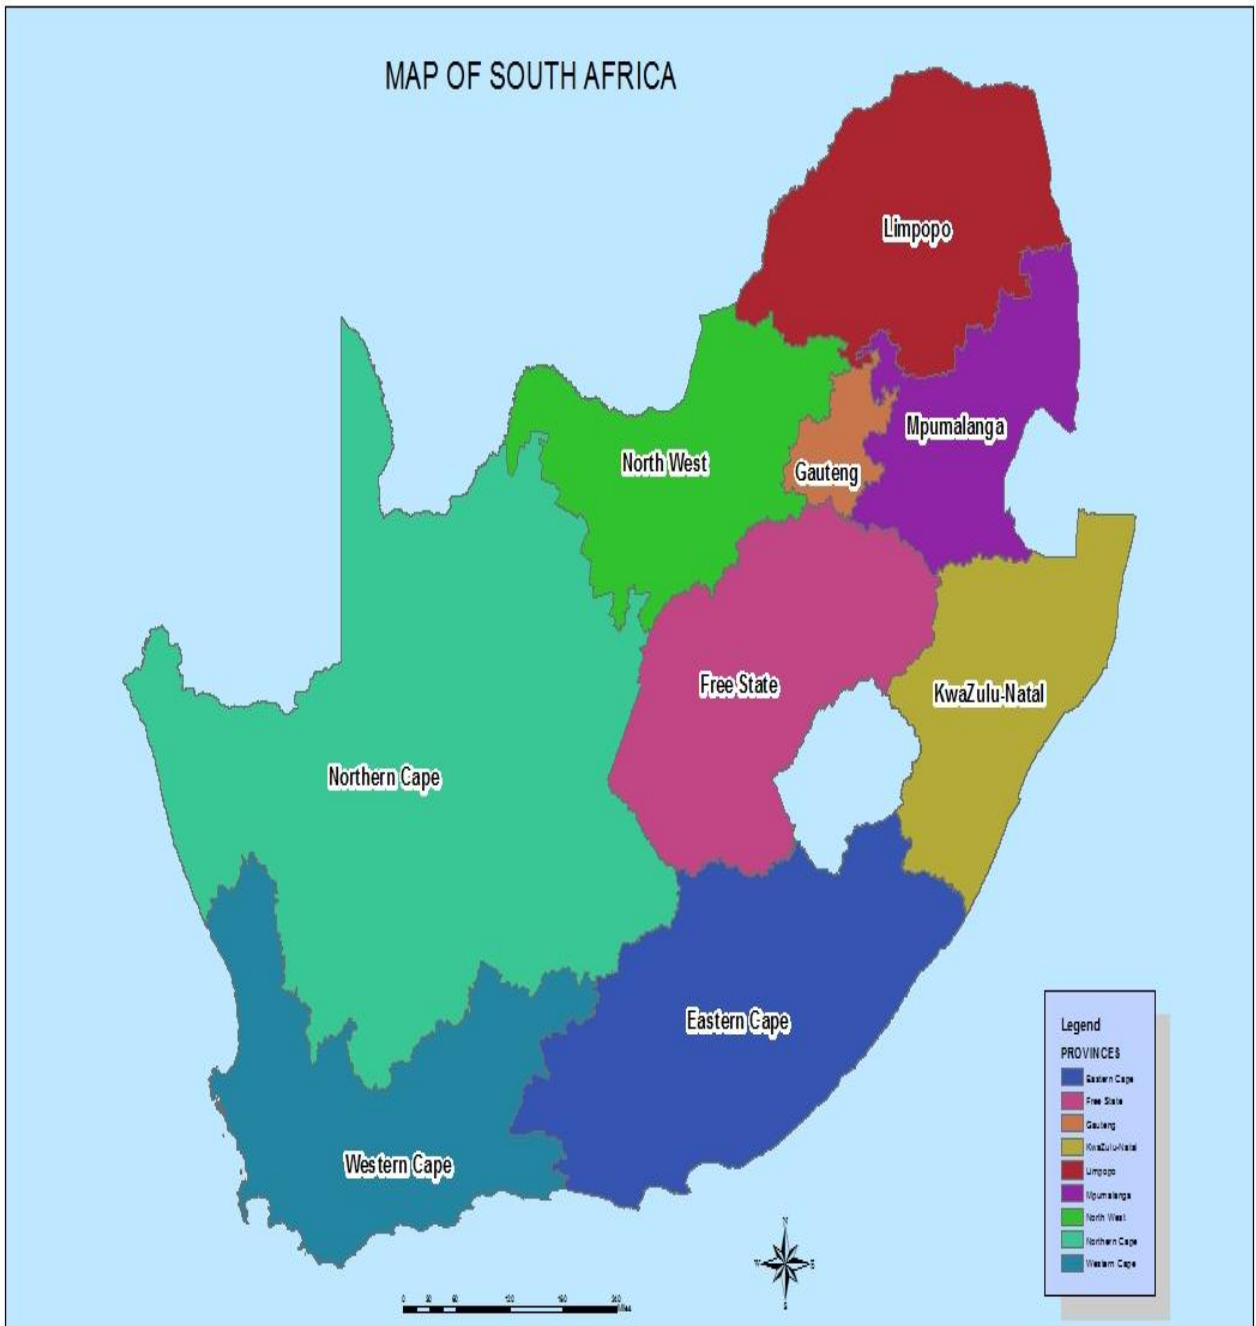 MAP OF SOUTH AFRICA
Limpopo
Mpumalanga
North West
Gauteng
Free State
KwaZulu-Natal
Northern Cape
Eastern Cape
Western Cape
Legend
PROVINCES
Eastern Cape
Free State
Gauteng
KwaZulu-Natal
Limpopo
Mpumalanga
North West
Northern Cape
Western Cape
N
W E
S
Miles